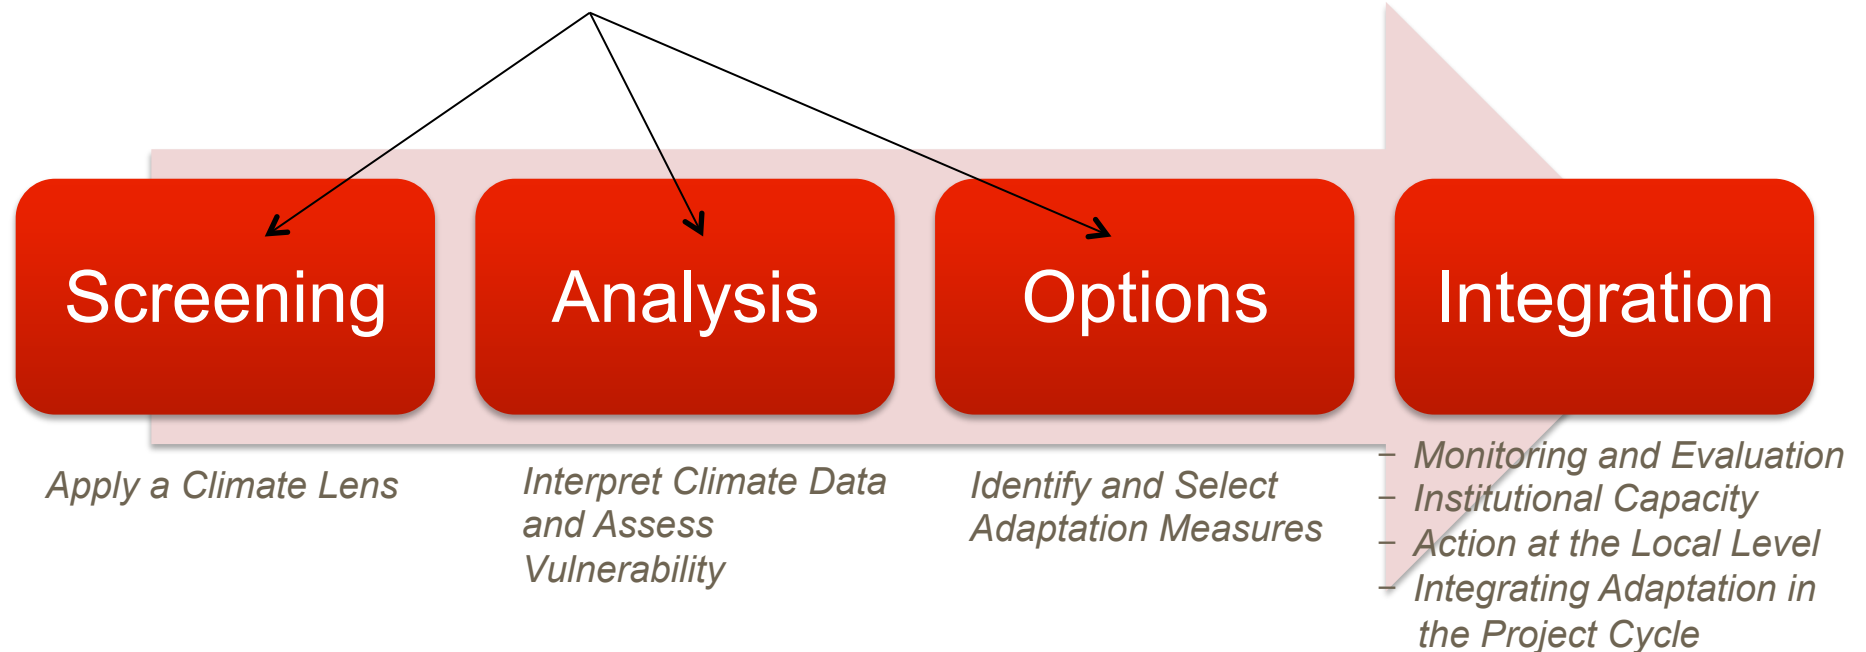 Screening
Analysis
Options
Integration
Apply a Climate Lens
Interpret Climate Data
and Assess
Vulnerability
Identify and Select
Adaptation Measures
– Monitoring and Evaluation
– Institutional Capacity
– Action at the Local Level
– Integrating Adaptation in
the Project Cycle